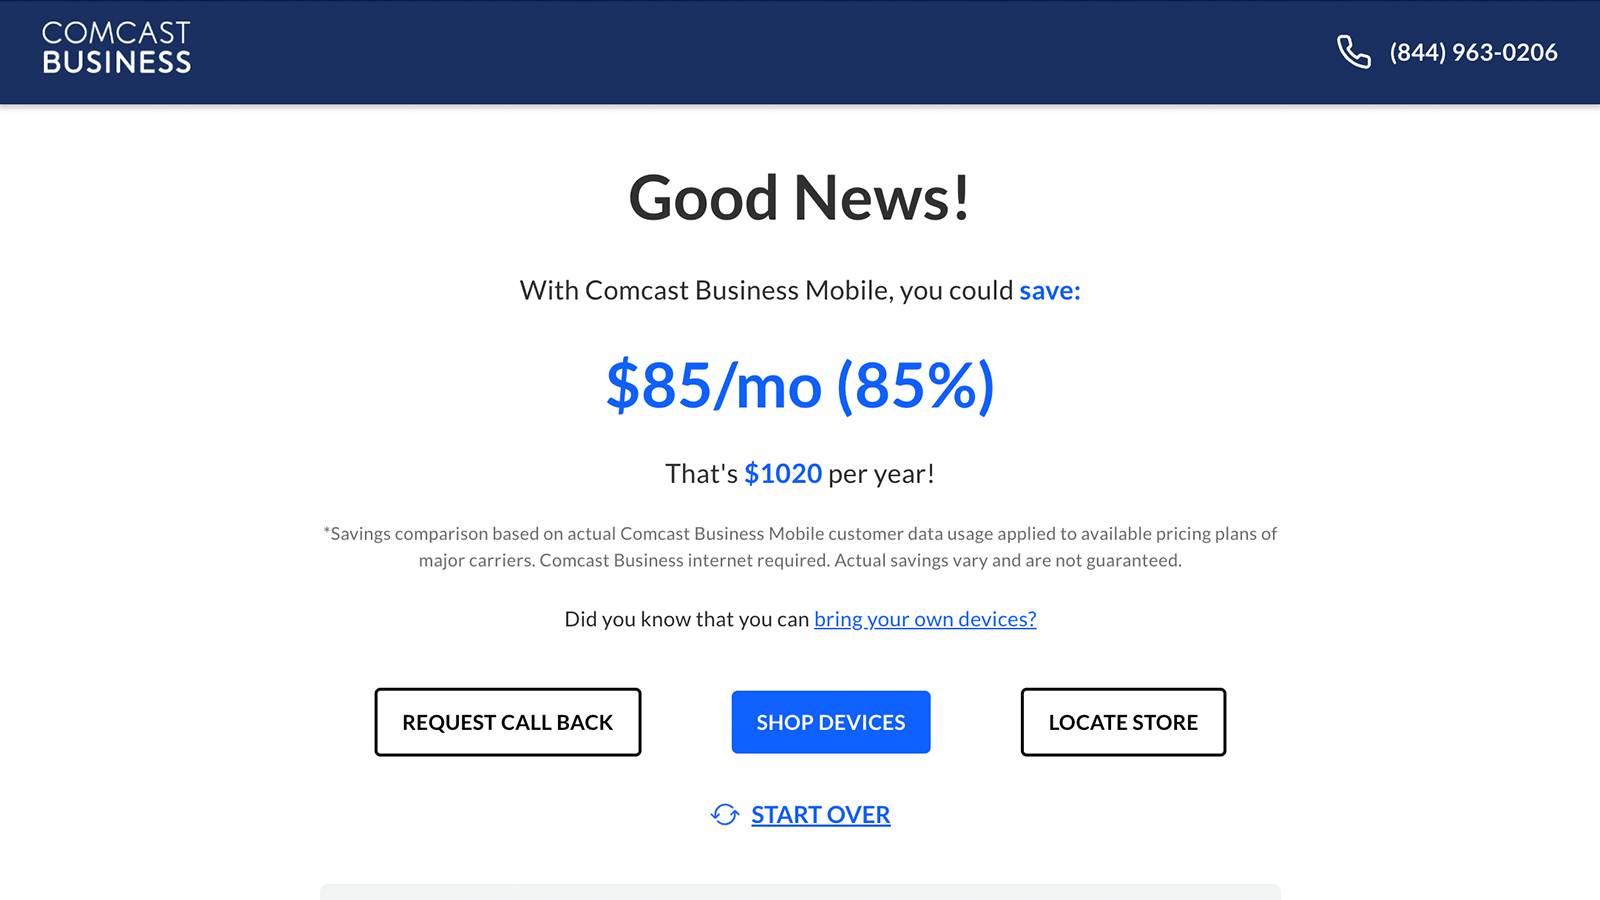 COMCAST
BUSINESS
(844) 963-0206
Good News!
With Comcast Business Mobile, you could save:
$85/mo (85%)
That's $1020 per year!
*Savings comparison based on actual Comcast Business Mobile customer data usage applied to available pricing plans of
major carriers. Comcast Business internet required. Actual savings vary and are not guaranteed.
Did you know that you can bring your own devices?
REQUEST CALL BACK
SHOP DEVICES
LOCATE STORE
START OVER